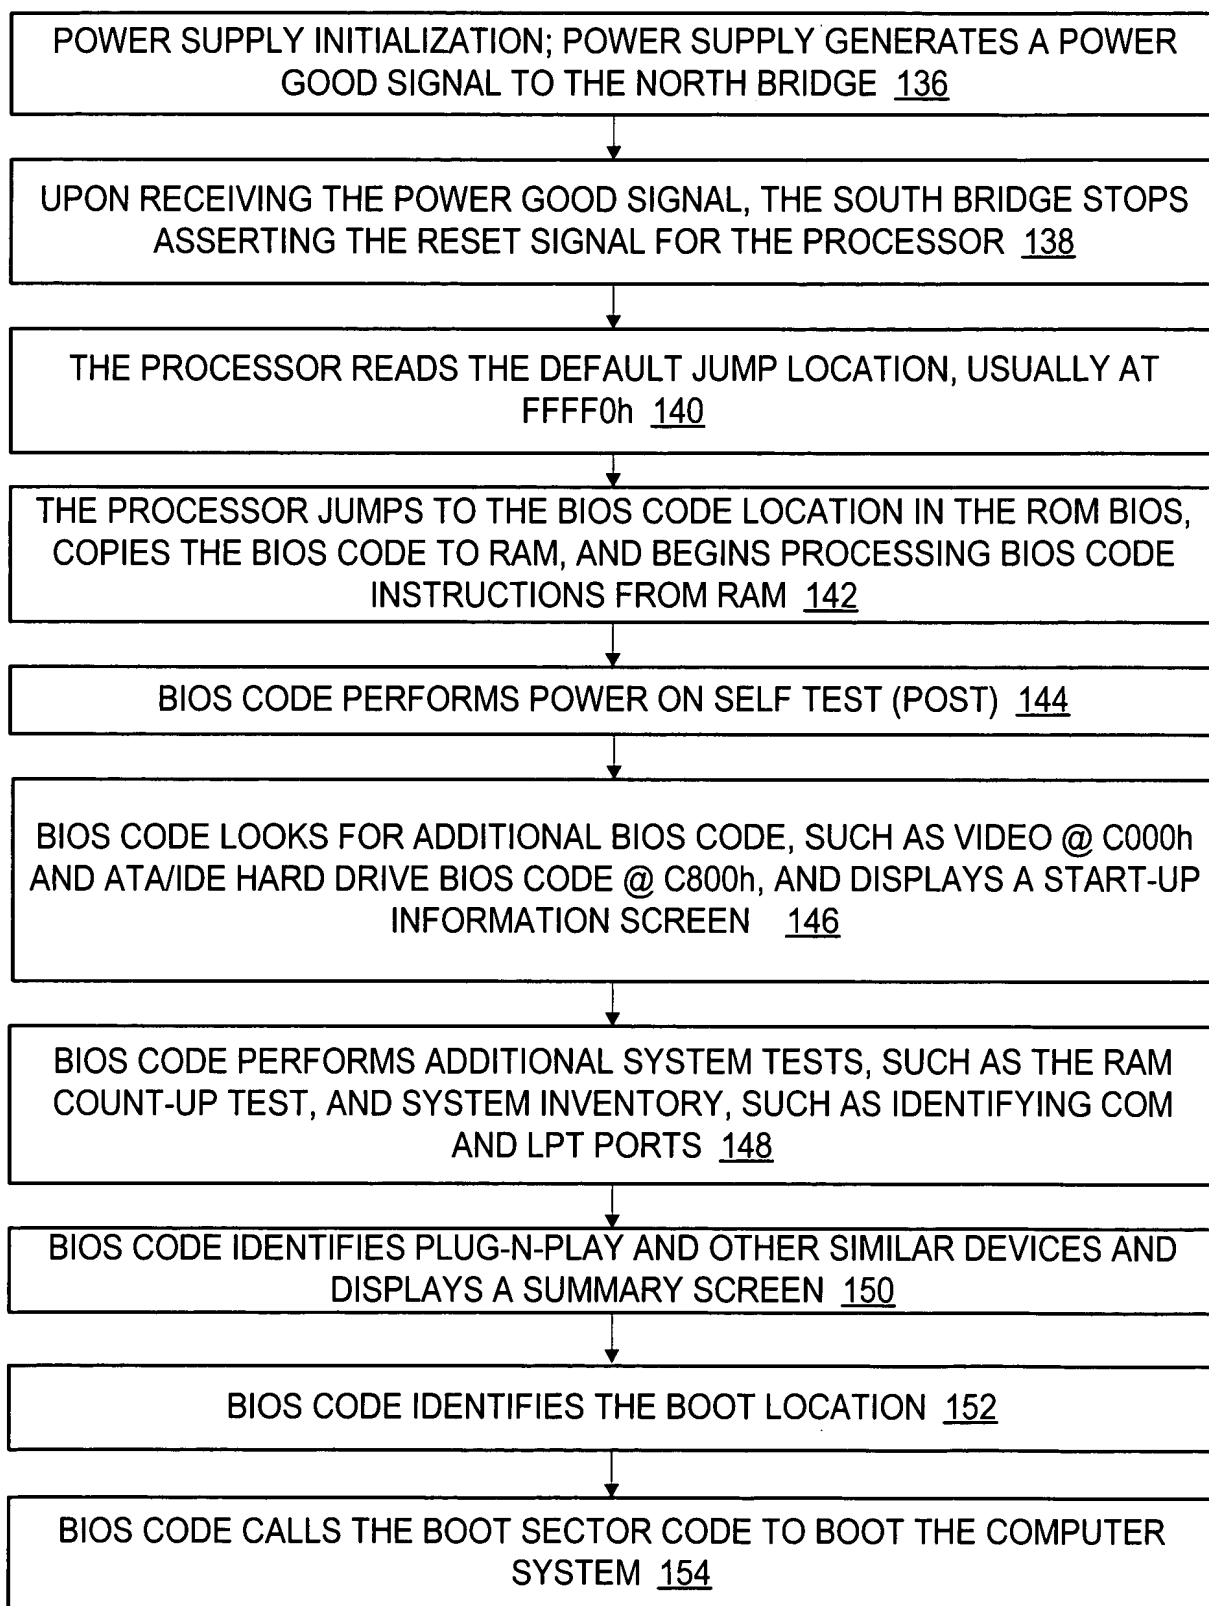 POWER SUPPLY INITIALIZATION; POWER SUPPLY GENERATES A POWER
GOOD SIGNAL TO THE NORTH BRIDGE 136
UPON RECEIVING THE POWER GOOD SIGNAL, THE SOUTH BRIDGE STOPS
ASSERTING THE RESET SIGNAL FOR THE PROCESSOR 138
THE PROCESSOR READS THE DEFAULT JUMP LOCATION, USUALLY AT
FFFF0h 140
THE PROCESSOR JUMPS TO THE BIOS CODE LOCATION IN THE ROM BIOS,
COPIES THE BIOS CODE TO RAM, AND BEGINS PROCESSING BIOS CODE
INSTRUCTIONS FROM RAM 142
BIOS CODE PERFORMS POWER ON SELF TEST (POST) 144
BIOS CODE LOOKS FOR ADDITIONAL BIOS CODE, SUCH AS VIDEO @ C000h
AND ATA/IDE HARD DRIVE BIOS CODE @ C800h, AND DISPLAYS A START-UP
INFORMATION SCREEN 146
BIOS CODE PERFORMS ADDITIONAL SYSTEM TESTS, SUCH AS THE RAM
COUNT-UP TEST, AND SYSTEM INVENTORY, SUCH AS IDENTIFYING COM
AND LPT PORTS 148
BIOS CODE IDENTIFIES PLUG-N-PLAY AND OTHER SIMILAR DEVICES AND
DISPLAYS A SUMMARY SCREEN 150
BIOS CODE IDENTIFIES THE BOOT LOCATION 152
BIOS CODE CALLS THE BOOT SECTOR CODE TO BOOT THE COMPUTER
SYSTEM 154